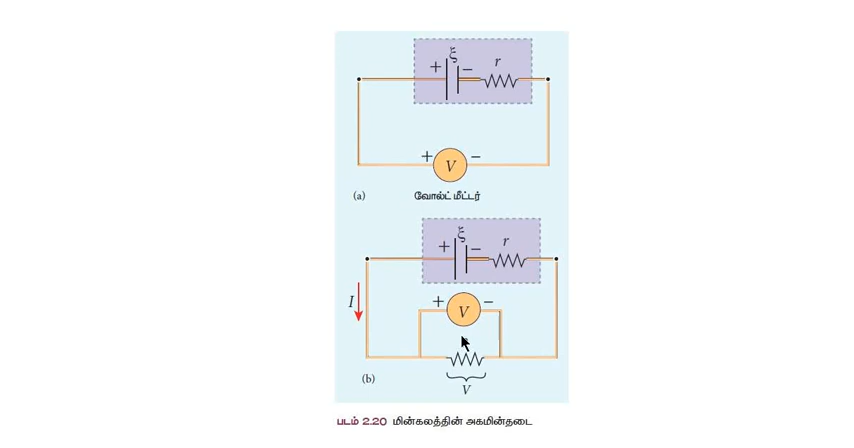 ξ
+ − r
+ V −
(a) வோல்ட் மீட்டர்
ξ
+ − r
I + V −
(b) V
படம் 2.20 மின்கலத்தின் அகமின்தடை